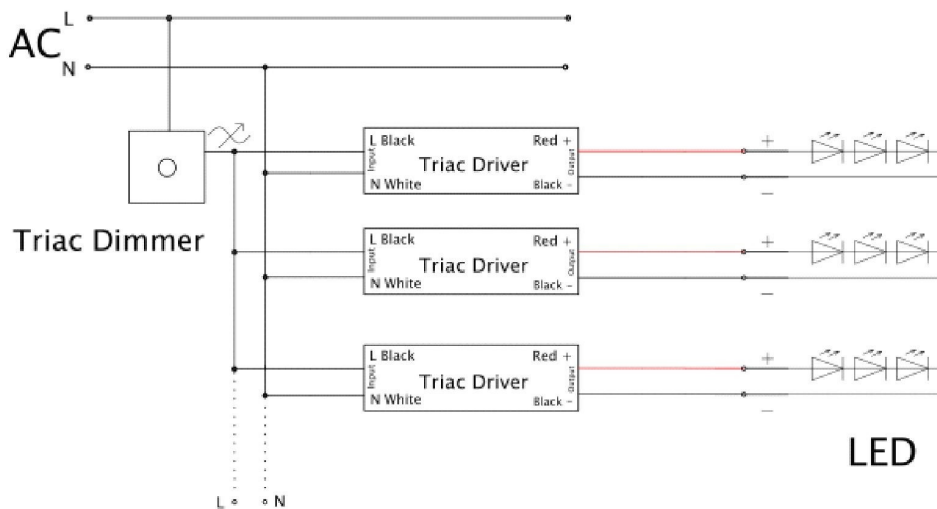 L
AC
N
L Black
Red +
Input
Triac Driver
Output
N White
Black -
+
–
Triac Dimmer
L Black
Red +
Input
Triac Driver
Output
N White
Black -
+
–
L Black
Red +
Input
Triac Driver
Output
N White
Black -
+
–
LED
L
N